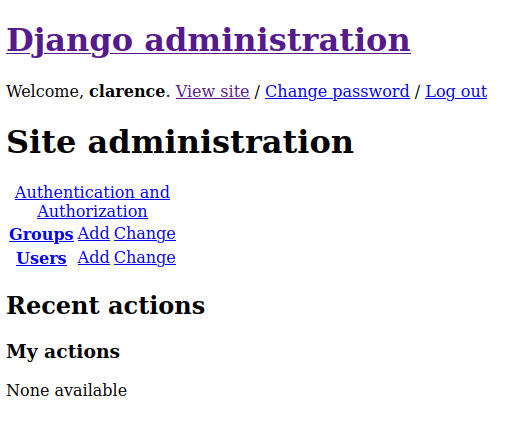 Django administration
Welcome, clarence. View site / Change password / Log out
Site administration
Authentication and
Authorization
Groups Add Change
Users Add Change
Recent actions
My actions
None available